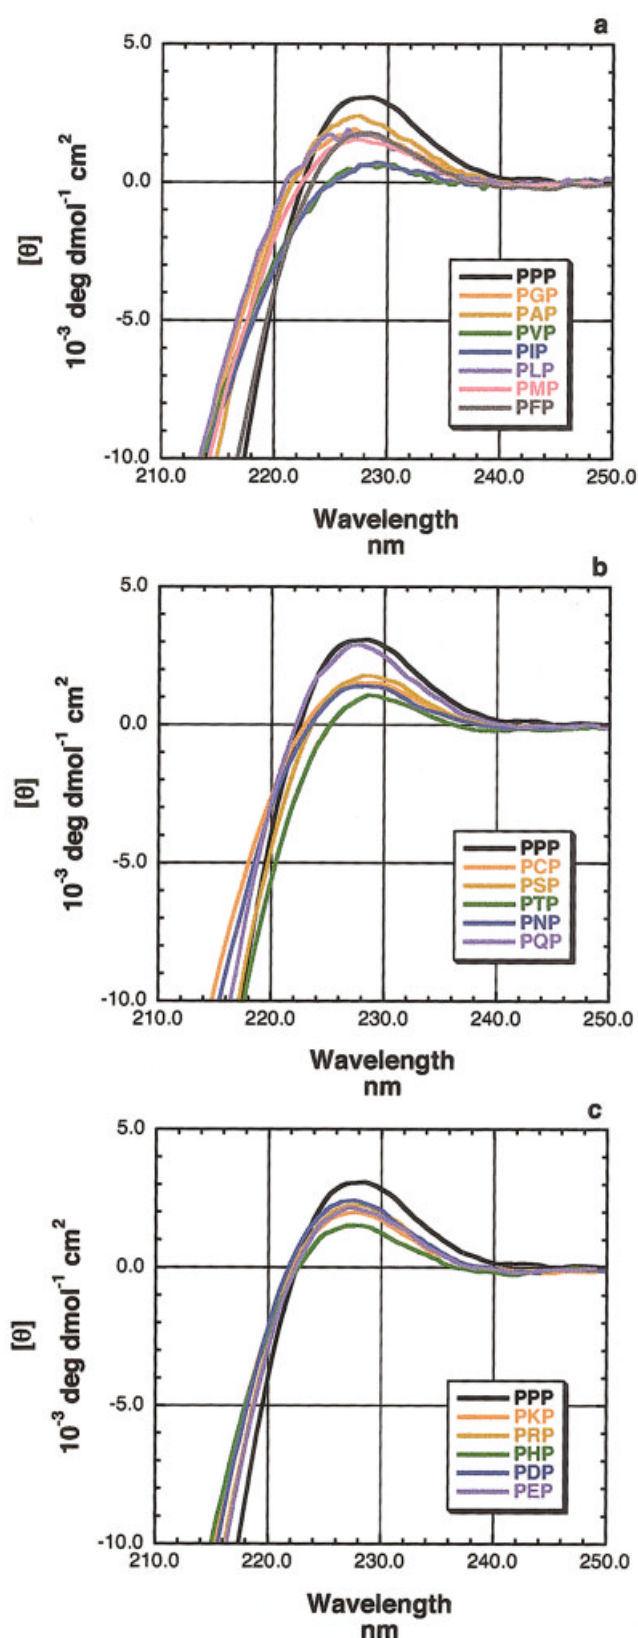 a
5.0
0.0
-5.0
-10.0
[θ]
10⁻³ deg dmol⁻¹ cm²
PPP
PGP
PAP
PVP
PIP
PLP
PMP
PFP
210.0 220.0 230.0 240.0 250.0
Wavelength
nm
b
5.0
0.0
-5.0
-10.0
[θ]
10⁻³ deg dmol⁻¹ cm²
PPP
PCP
PSP
PTP
PNP
PQP
210.0 220.0 230.0 240.0 250.0
Wavelength
nm
c
5.0
0.0
-5.0
-10.0
[θ]
10⁻³ deg dmol⁻¹ cm²
PPP
PKP
PRP
PHP
PDP
PEP
210.0 220.0 230.0 240.0 250.0
Wavelength
nm